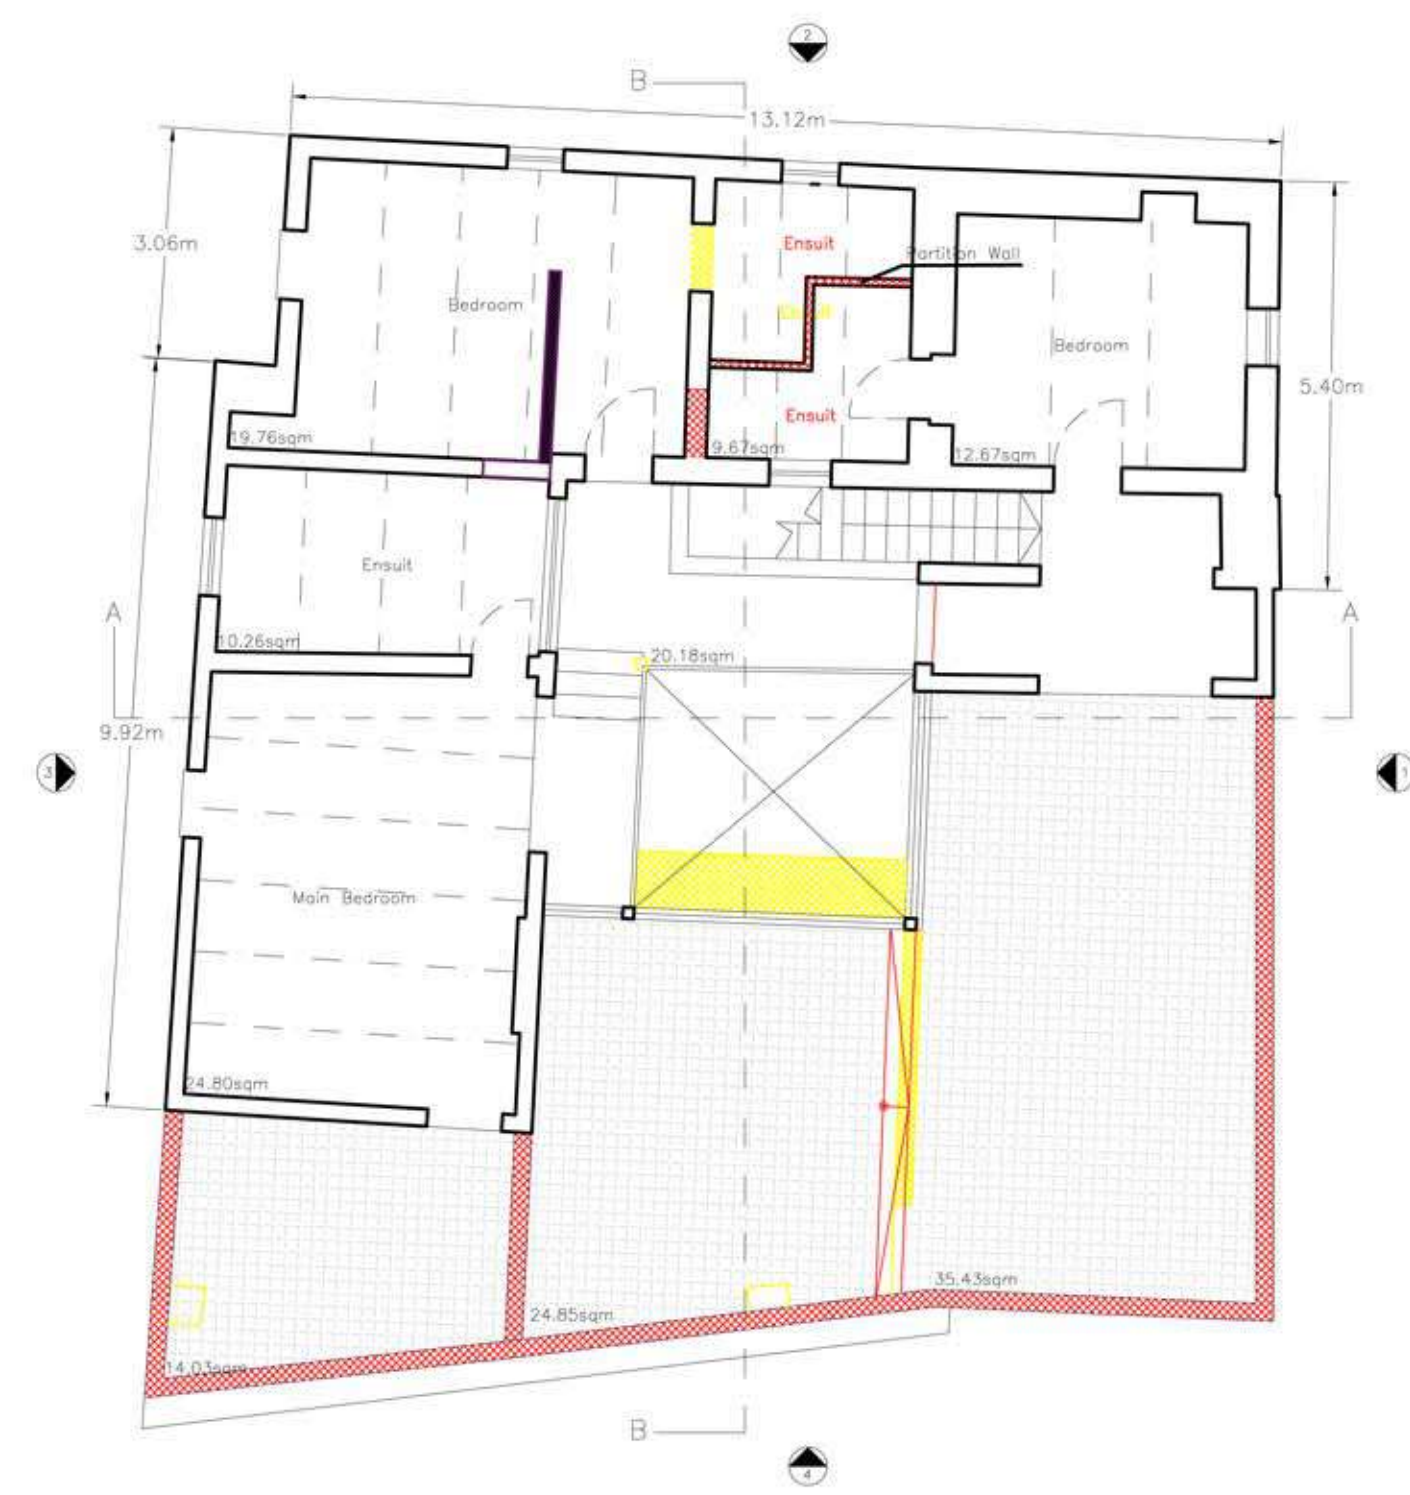 2
B
13.12m
3.06m
Ensuit
Partition Wall
Bedroom
Bedroom
5.40m
Ensuit
19.76sqm
9.67sqm
12.67sqm
Ensuit
A
A
10.26sqm
20.18sqm
9.92m
3
1
Main Bedroom
24.80sqm
35.43sqm
24.85sqm
14.03sqm
B
4